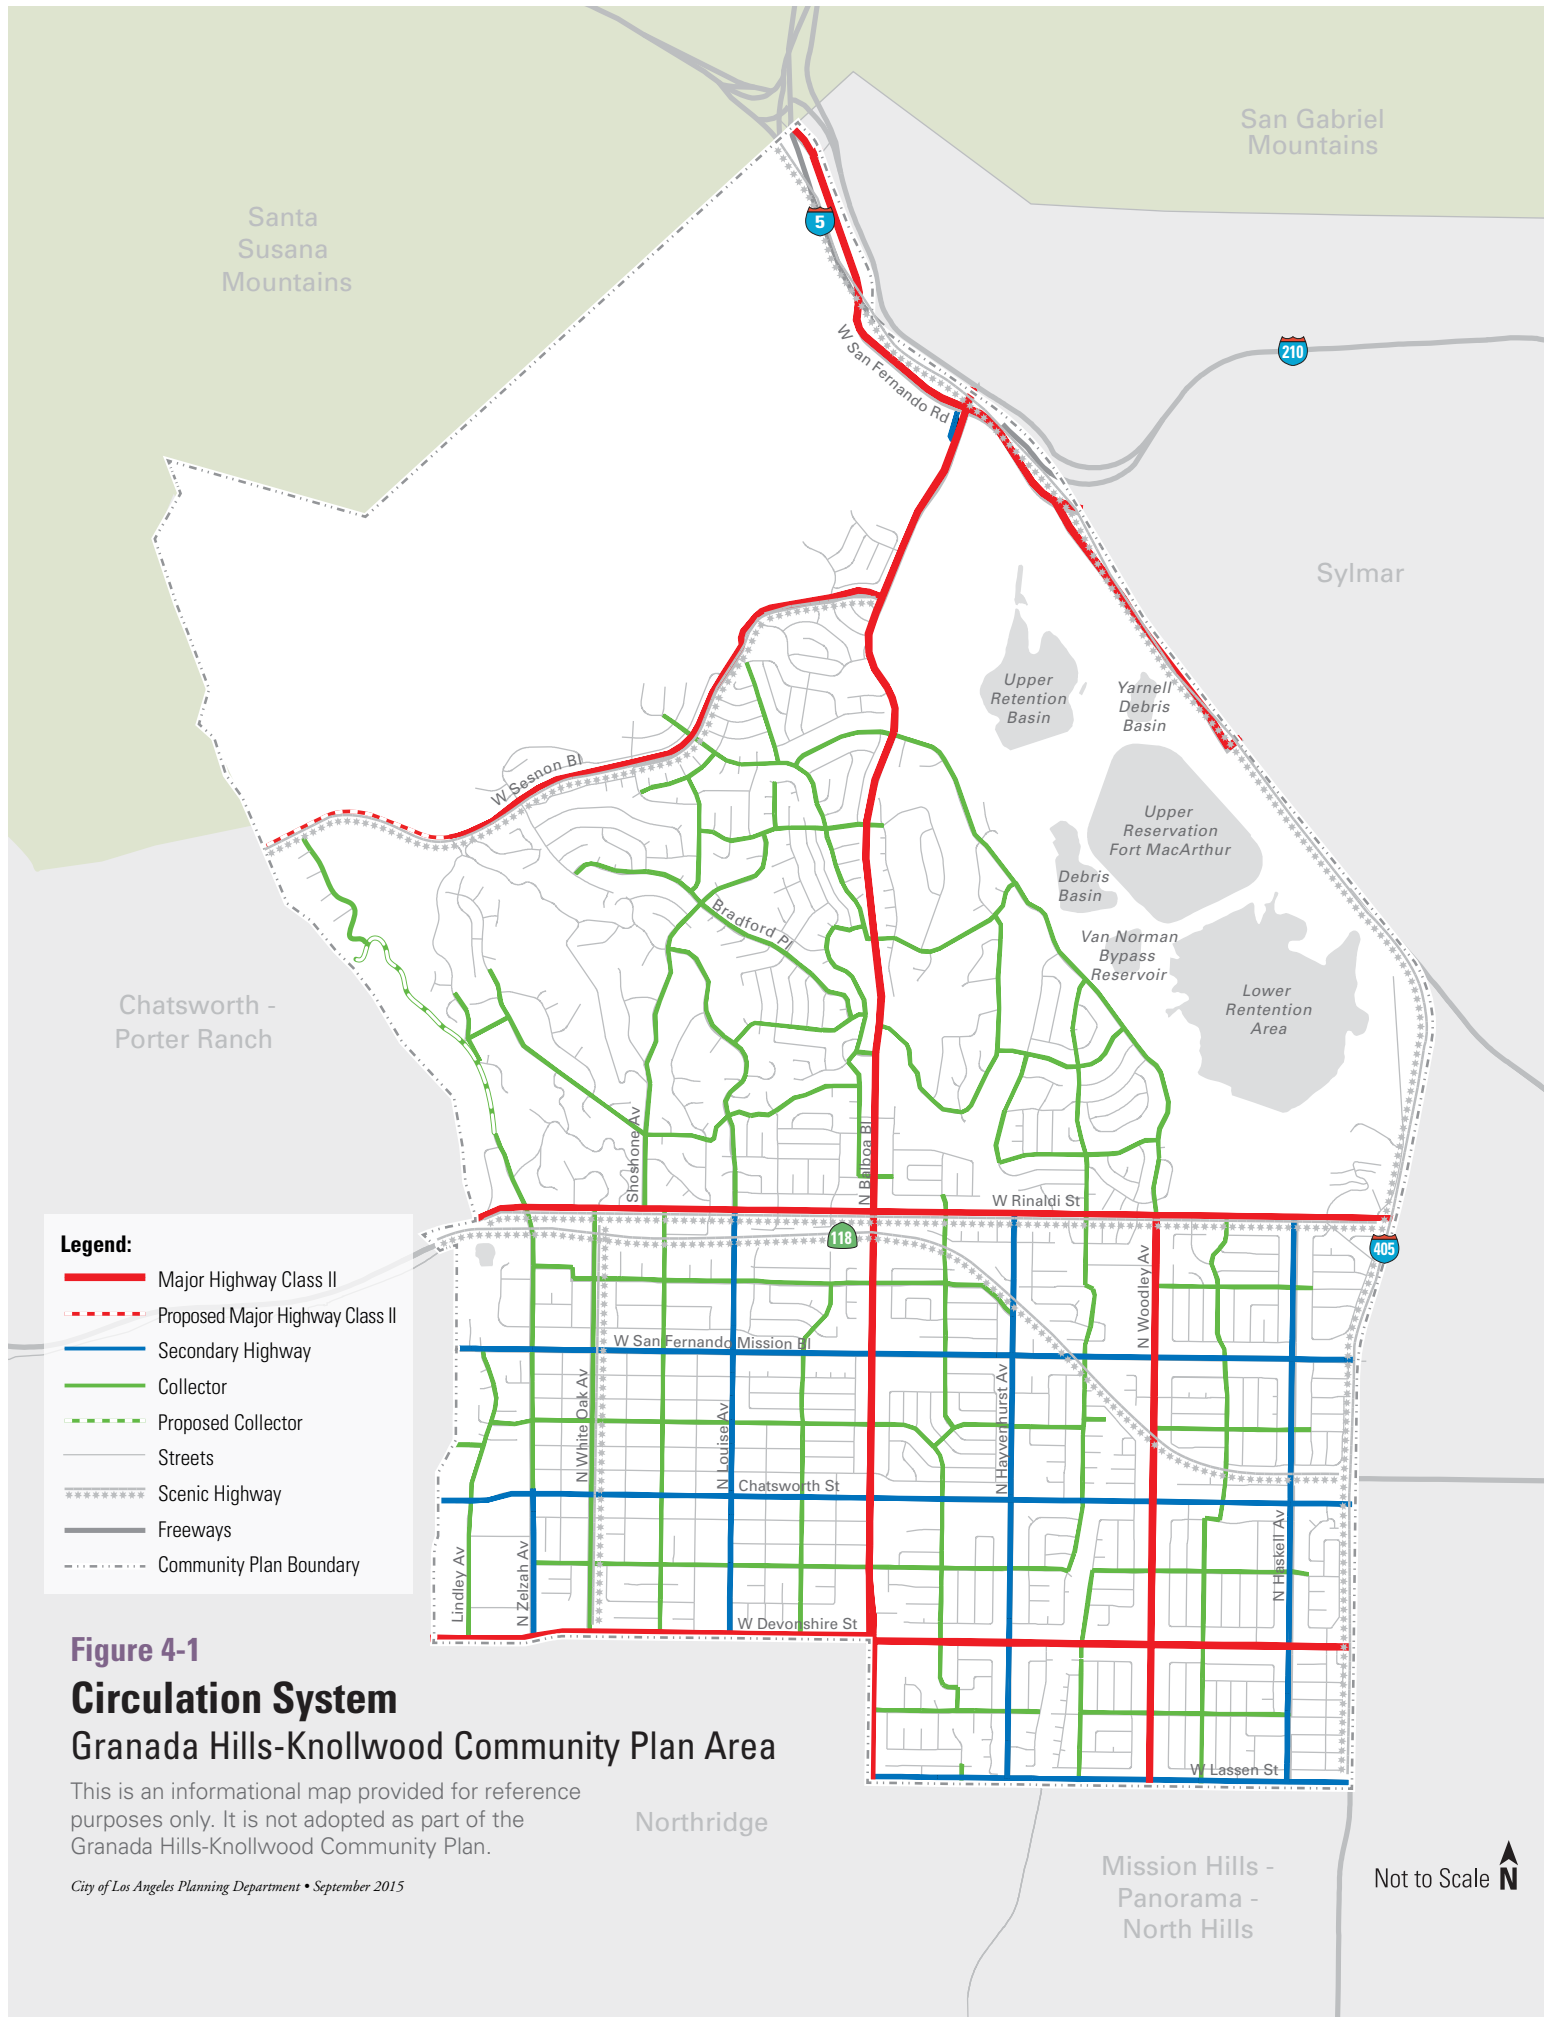 San Gabriel
Mountains
Santa
Susana
Mountains
5
W San Fernando Rd
210
Sylmar
Upper
Retention
Basin
Yarnell
Debris
Basin
W Sesnon Bl
Upper
Reservation
Fort MacArthur
Debris
Basin
Bradford Pl
Van Norman
Bypass
Reservoir
Lower
Rentention
Area
Chatsworth -
Porter Ranch
Shoshone Av
N Balboa Bl
W Rinaldi St
118
405
N Woodley Av
W San Fernando Mission Bl
N White Oak Av
N Louise Av
N Hayvenhurst Av
Chatsworth St
Lindley Av
N Zelzah Av
N Haskell Av
W Devonshire St
W Lassen St
Legend:
Major Highway Class II
Proposed Major Highway Class II
Secondary Highway
Collector
Proposed Collector
Streets
Scenic Highway
Freeways
Community Plan Boundary
Figure 4-1
Circulation System
Granada Hills-Knollwood Community Plan Area
This is an informational map provided for reference
purposes only. It is not adopted as part of the
Granada Hills-Knollwood Community Plan.
City of Los Angeles Planning Department • September 2015
Northridge
Mission Hills -
Panorama -
North Hills
Not to Scale N